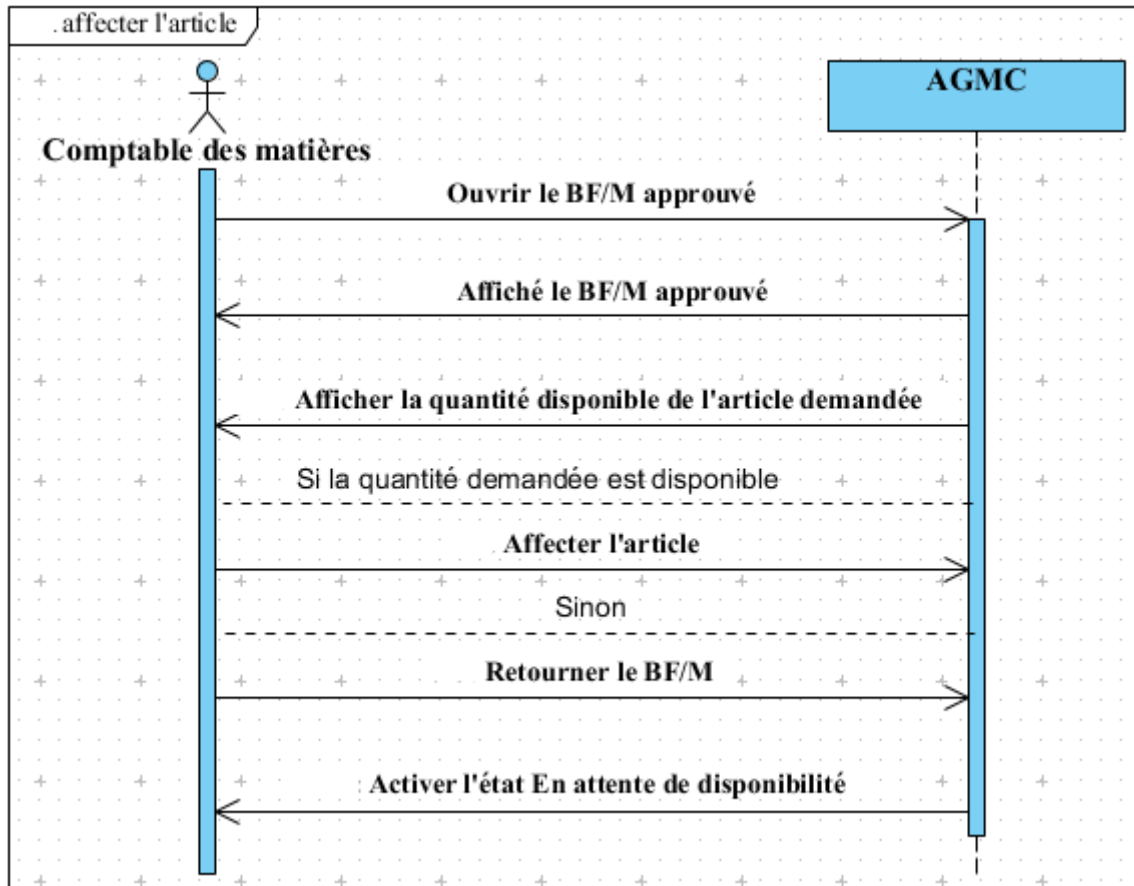 . affecter l'article
AGMC
Comptable des matières
Ouvrir le BF/M approuvé
Affiché le BF/M approuvé
Afficher la quantité disponible de l'article demandée
Si la quantité demandée est disponible
Affecter l'article
Sinon
Retourner le BF/M
Activer l'état En attente de disponibilité